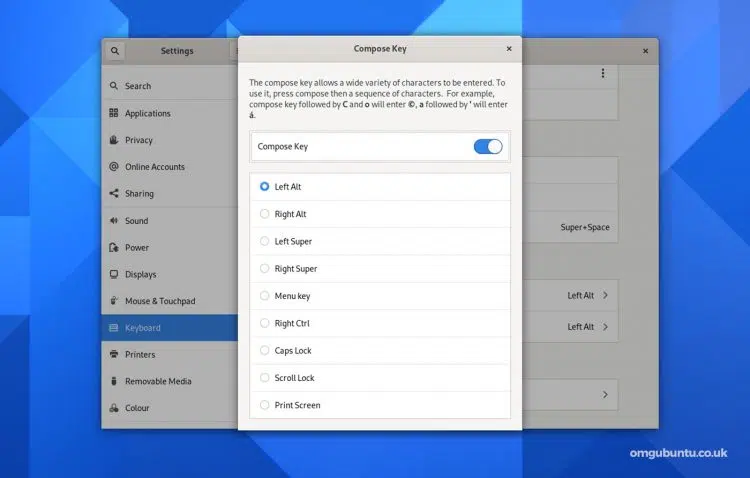 Settings
Compose Key
Search
Applications
Privacy
Online Accounts
Sharing
Sound
Power
Displays
Mouse & Touchpad
Keyboard
Printers
Removable Media
Colour
The compose key allows a wide variety of characters to be entered. To
use it, press compose then a sequence of characters. For example,
compose key followed by C and o will enter ©, a followed by ' will enter
á.
Compose Key
Left Alt
Right Alt
Left Super
Right Super
Menu key
Right Ctrl
Caps Lock
Scroll Lock
Print Screen
Super+Space
Left Alt
Left Alt
omgubuntu.co.uk